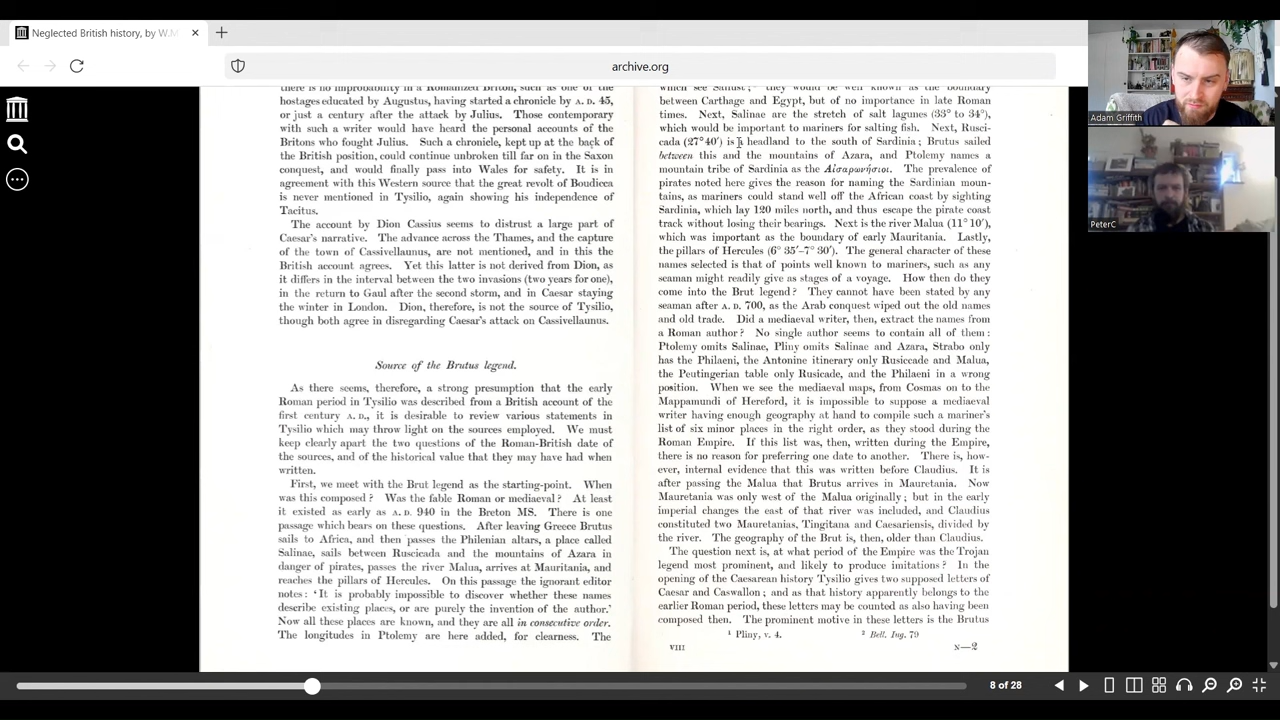 Neglected British history, by W.M
archive.org
there is no improbability in a Romanized Briton, such as one of the
hostages educated by Augustus, having started a chronicle by A. D. 45,
or just a century after the attack by Julius. Those contemporary
with such a writer would have heard the personal accounts of the
Britons who fought Julius. Such a chronicle, kept up at the back of
the British position, could continue unbroken till far on in the Saxon
conquest, and would finally pass into Wales for safety. It is in
agreement with this Western source that the great revolt of Boudicca
is never mentioned in Tysilio, again showing his independence of
Tacitus.
The account by Dion Cassius seems to distrust a large part of
Caesar's narrative. The advance across the Thames, and the capture
of the town of Cassivellaunus, are not mentioned, and in this the
British account agrees. Yet this latter is not derived from Dion, as
it differs in the interval between the two invasions (two years for one),
in the return to Gaul after the second storm, and in Caesar staying
the winter in London. Dion, therefore, is not the source of Tysilio,
though both agree in disregarding Caesar's attack on Cassivellaunus.
Source of the Brutus legend.
As there seems, therefore, a strong presumption that the early
Roman period in Tysilio was described from a British account of the
first century A. D., it is desirable to review various statements in
Tysilio which may throw light on the sources employed. We must
keep clearly apart the two questions of the Roman-British date of
the sources, and of the historical value that they may have had when
written.
First, we meet with the Brut legend as the starting-point. When
was this composed? Was the fable Roman or mediaeval? At least
it existed as early as A. D. 940 in the Breton MS. There is one
passage which bears on these questions. After leaving Greece Brutus
sails to Africa, and then passes the Philenian altars, a place called
Salinae, sails between Ruscicada and the mountains of Azara in
danger of pirates, passes the river Malua, arrives at Mauritania, and
reaches the pillars of Hercules. On this passage the ignorant editor
notes: 'It is probably impossible to discover whether these names
describe existing places, or are purely the invention of the author.'
Now all these places are known, and they are all in consecutive order.
The longitudes in Ptolemy are here added, for clearness. The
which see Sallust; they would be well known as the boundary
between Carthage and Egypt, but of no importance in late Roman
times. Next, Salinae are the stretch of salt lagunes (33° to 34°),
which would be important to mariners for salting fish. Next, Rusci-
cada (27° 40') is a headland to the south of Sardinia; Brutus sailed
between this and the mountains of Azara, and Ptolemy names a
mountain tribe of Sardinia as the Αἰσαρωνήσιοι. The prevalence of
pirates noted here gives the reason for naming the Sardinian moun-
tains, as mariners could stand well off the African coast by sighting
Sardinia, which lay 120 miles north, and thus escape the pirate coast
track without losing their bearings. Next is the river Malua (11° 10'),
which was important as the boundary of early Mauritania. Lastly,
the pillars of Hercules (6° 35'–7° 30'). The general character of these
names selected is that of points well known to mariners, such as any
seaman might readily give as stages of a voyage. How then do they
come into the Brut legend? They cannot have been stated by any
seaman after A. D. 700, as the Arab conquest wiped out the old names
and old trade. Did a mediaeval writer, then, extract the names from
a Roman author? No single author seems to contain all of them:
Ptolemy omits Salinae, Pliny omits Salinae and Azara, Strabo only
has the Philaeni, the Antonine itinerary only Rusiccade and Malua,
the Peutingerian table only Rusicade, and the Philaeni in a wrong
position. When we see the mediaeval maps, from Cosmas on to the
Mappamundi of Hereford, it is impossible to suppose a mediaeval
writer having enough geography at hand to compile such a mariner's
list of six minor places in the right order, as they stood during the
Roman Empire. If this list was, then, written during the Empire,
there is no reason for preferring one date to another. There is, how-
ever, internal evidence that this was written before Claudius. It is
after passing the Malua that Brutus arrives in Mauretania. Now
Mauretania was only west of the Malua originally; but in the early
imperial changes the east of that river was included, and Claudius
constituted two Mauretanias, Tingitana and Caesariensis, divided by
the river. The geography of the Brut is, then, older than Claudius.
The question next is, at what period of the Empire was the Trojan
legend most prominent, and likely to produce imitations? In the
opening of the Caesarean history Tysilio gives two supposed letters of
Caesar and Caswallon; and as that history apparently belongs to the
earlier Roman period, these letters may be counted as also having been
composed then. The prominent motive in these letters is the Brutus
1 Pliny, v. 4.
2 Bell. Iug. 79
VIII
N—2
8 of 28
Adam Griffith
PeterC